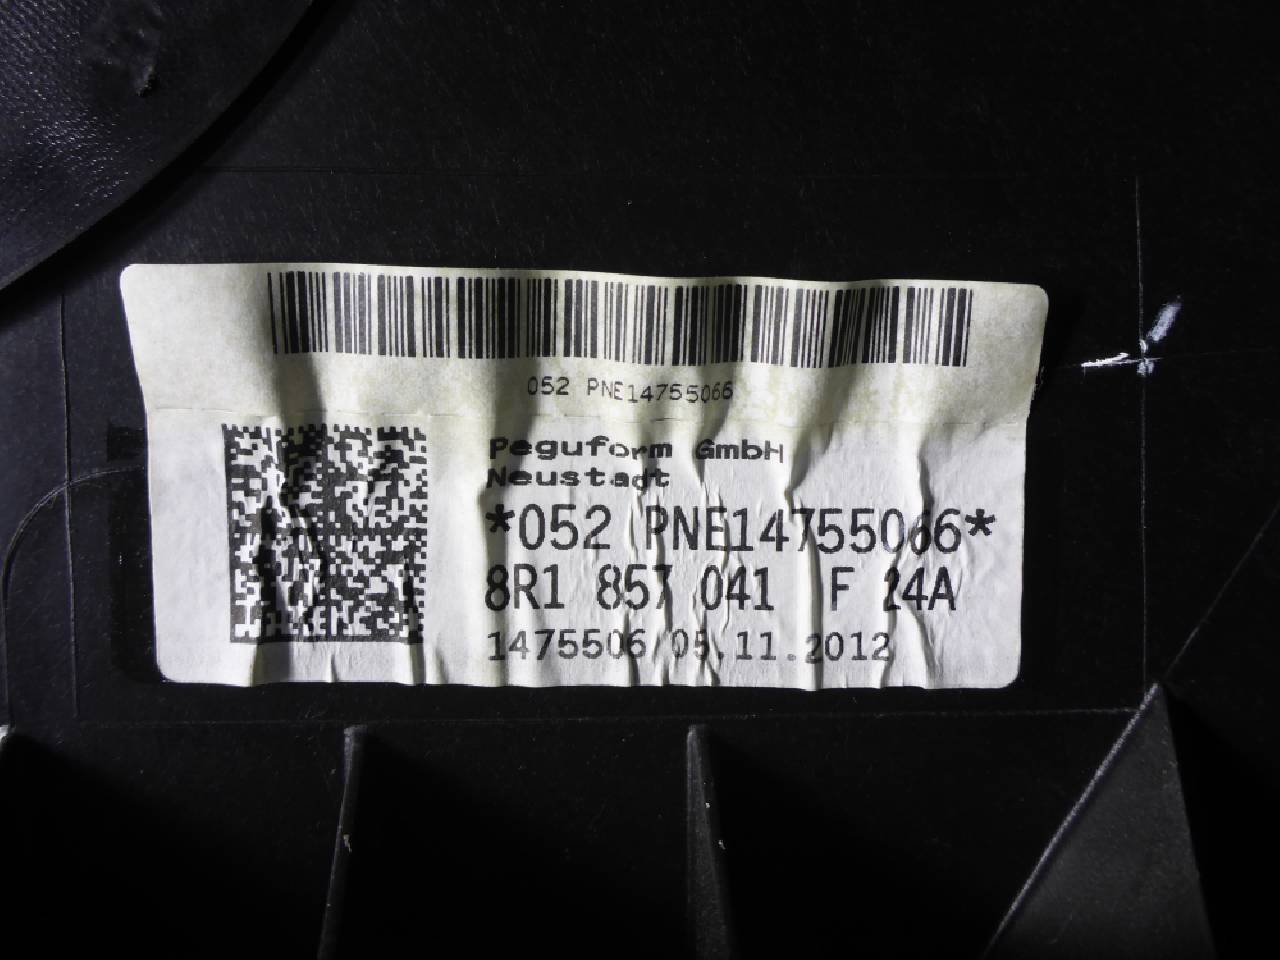 052 PNE14755066
Peguform GmbH
Neustadt
*052 PNE14755066*
8R1 857 041 F 24A
1475506 05.11.2012